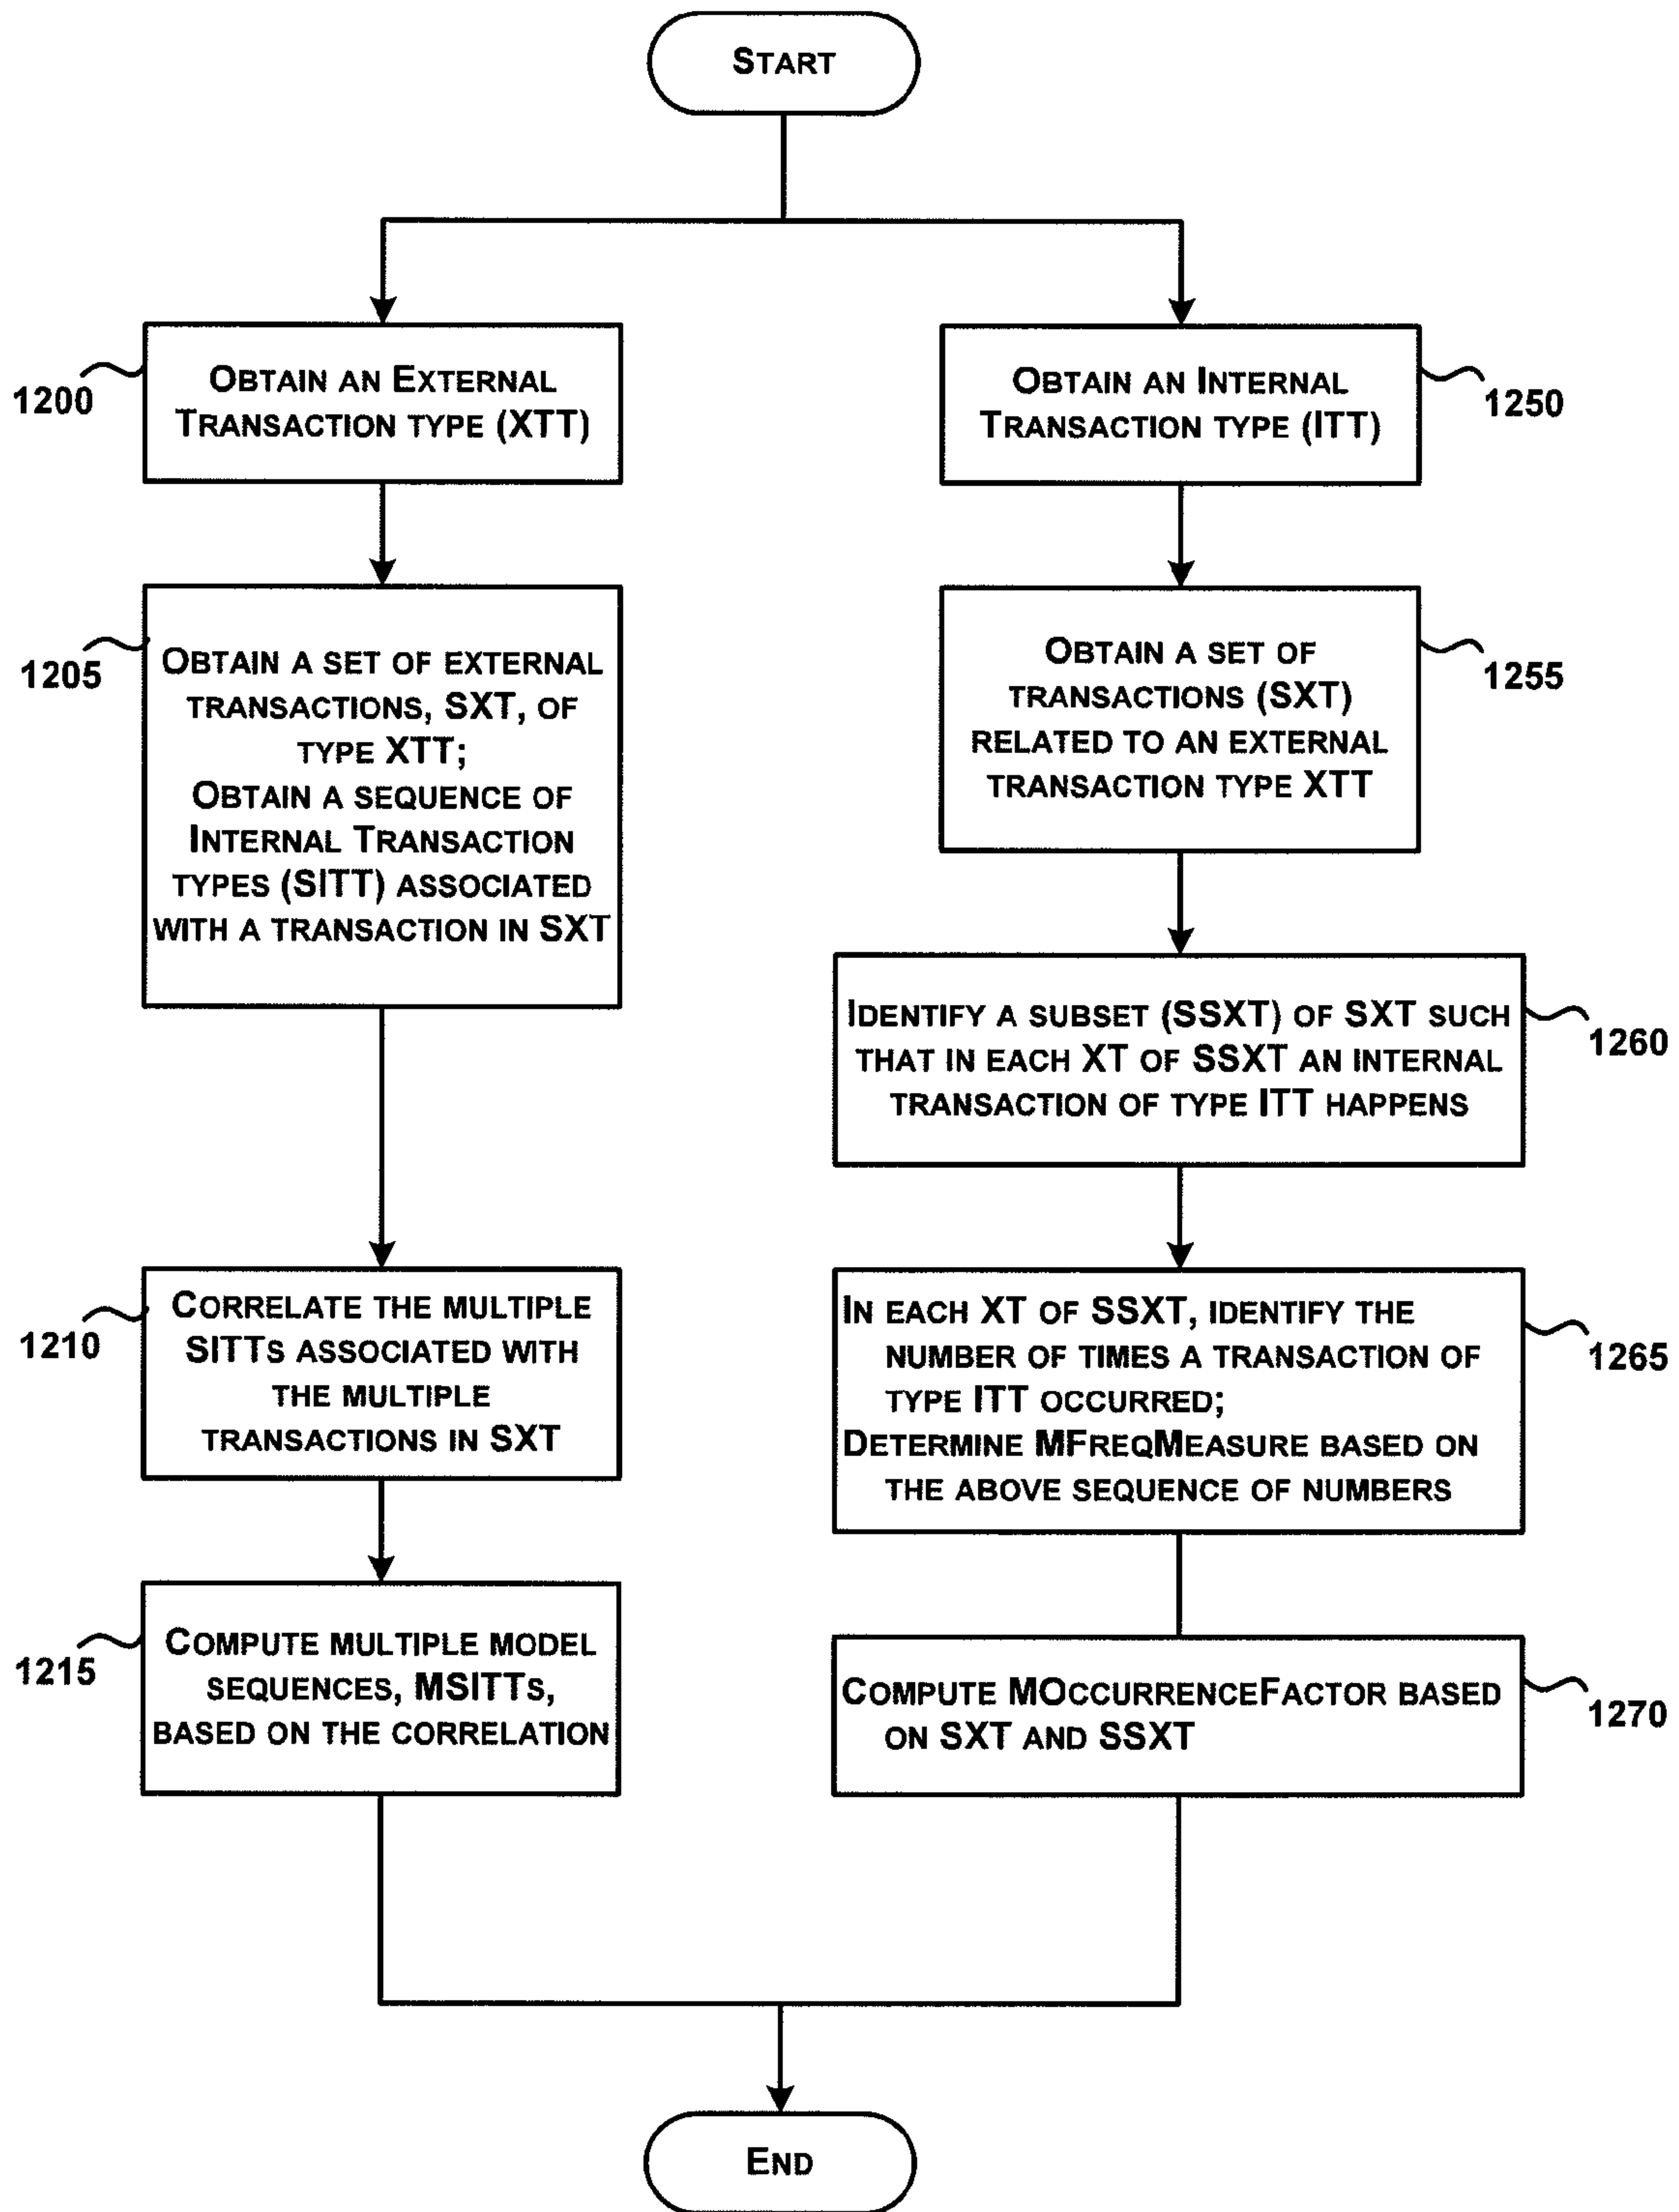 START
1200
OBTAIN AN EXTERNAL
TRANSACTION TYPE (XTT)
1205
OBTAIN A SET OF EXTERNAL
TRANSACTIONS, SXT, OF
TYPE XTT;
OBTAIN A SEQUENCE OF
INTERNAL TRANSACTION
TYPES (SITT) ASSOCIATED
WITH A TRANSACTION IN SXT
1210
CORRELATE THE MULTIPLE
SITTS ASSOCIATED WITH
THE MULTIPLE
TRANSACTIONS IN SXT
1215
COMPUTE MULTIPLE MODEL
SEQUENCES, MSITTS,
BASED ON THE CORRELATION
OBTAIN AN INTERNAL
TRANSACTION TYPE (ITT)
1250
OBTAIN A SET OF
TRANSACTIONS (SXT)
RELATED TO AN EXTERNAL
TRANSACTION TYPE XTT
1255
IDENTIFY A SUBSET (SSXT) OF SXT SUCH
THAT IN EACH XT OF SSXT AN INTERNAL
TRANSACTION OF TYPE ITT HAPPENS
1260
IN EACH XT OF SSXT, IDENTIFY THE
NUMBER OF TIMES A TRANSACTION OF
TYPE ITT OCCURRED;
DETERMINE MFREQMEASURE BASED ON
THE ABOVE SEQUENCE OF NUMBERS
1265
COMPUTE MOCCURRENCEFACTOR BASED
ON SXT AND SSXT
1270
END